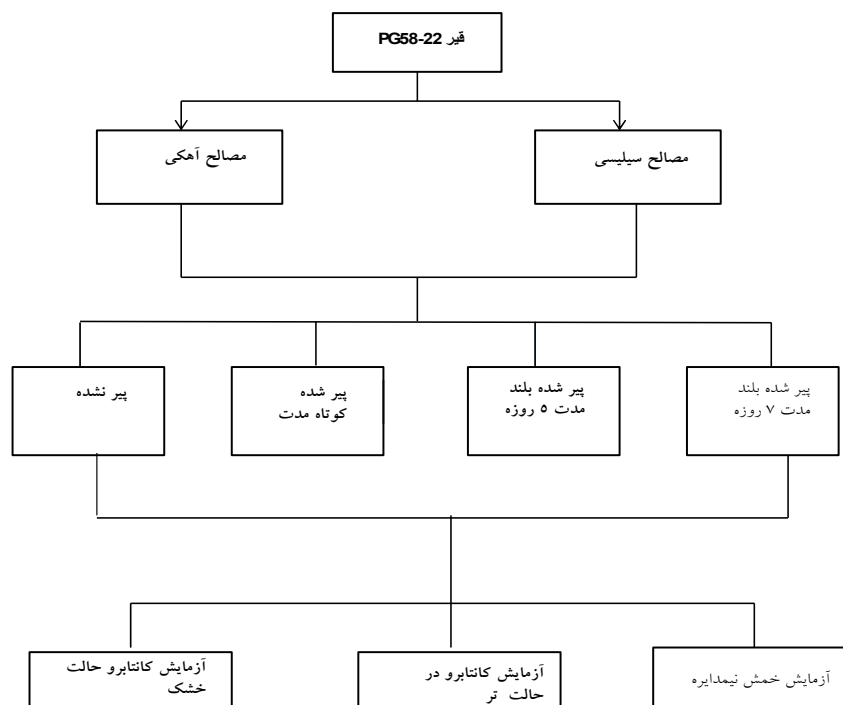 قیر PG58-22
مصالح سیلیسی
مصالح آهکی
پیر شده بلند
مدت ۷ روزه
پیر شده بلند
مدت ۵ روزه
پیر شده
کوتاه مدت
پیر نشده
آزمایش خمش نیمدایره
آزمایش کانتابرو در
حالت تر
آزمایش کانتابرو حالت
خشک